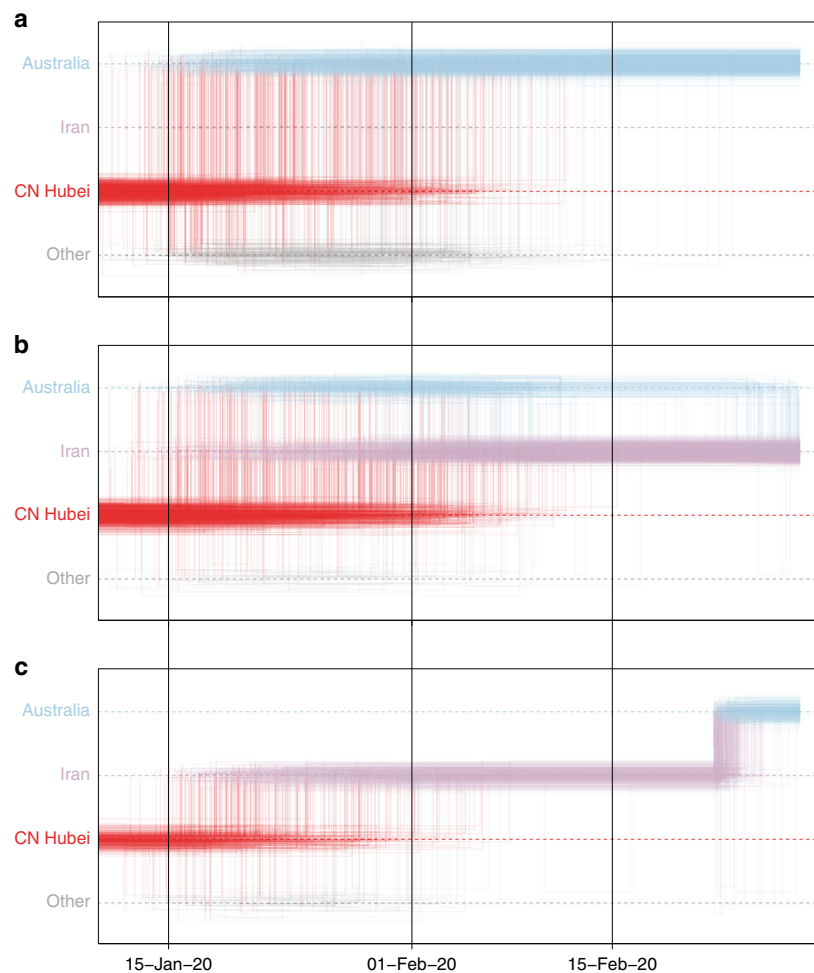 a
Australia
Iran
CN Hubei
Other
b
Australia
Iran
CN Hubei
Other
c
Australia
Iran
CN Hubei
Other
15–Jan–20 01–Feb–20 15–Feb–20